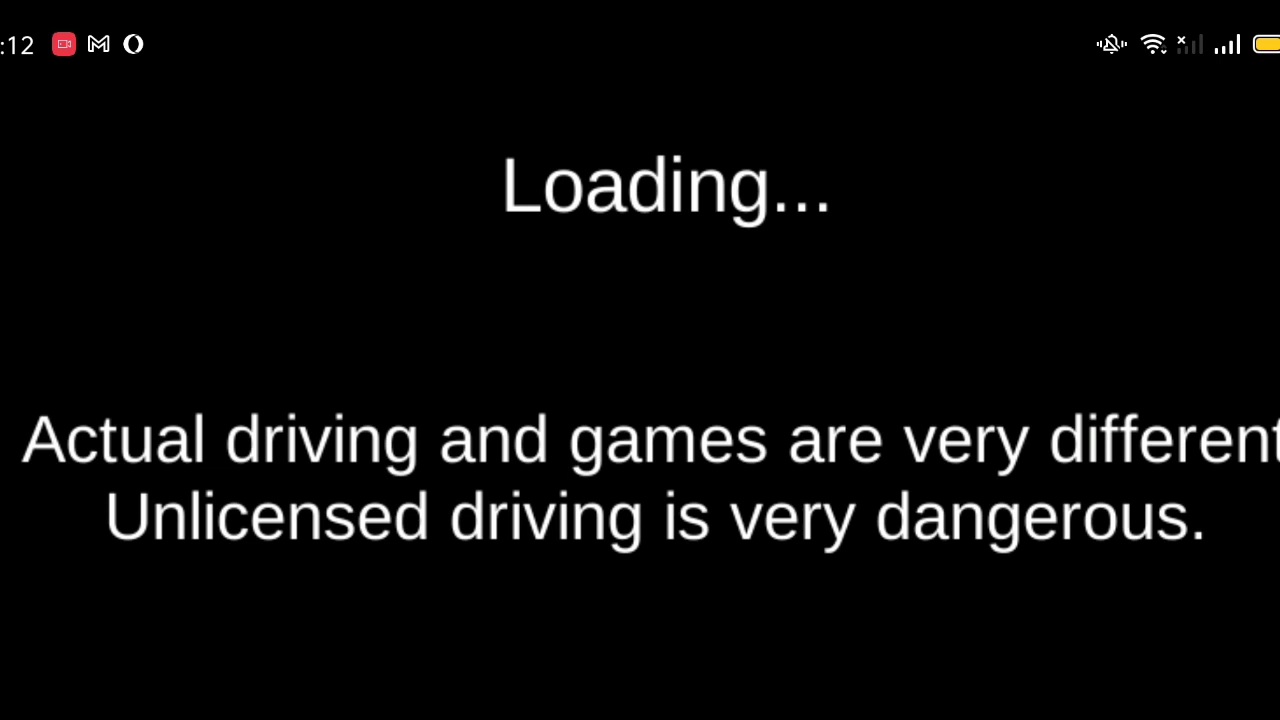 :12
Loading...
Actual driving and games are very different
Unlicensed driving is very dangerous.